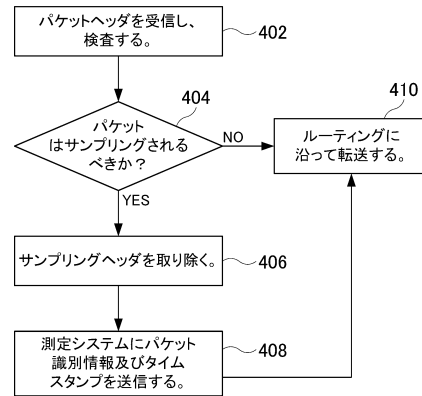 パケットヘッダを受信し、
検査する。
402
404
パケット
はサンプリングされる
べきか？
NO
YES
410
ルーティングに
沿って転送する。
サンプリングヘッダを取り除く。
406
測定システムにパケット
識別情報及びタイム
スタンプを送信する。
408